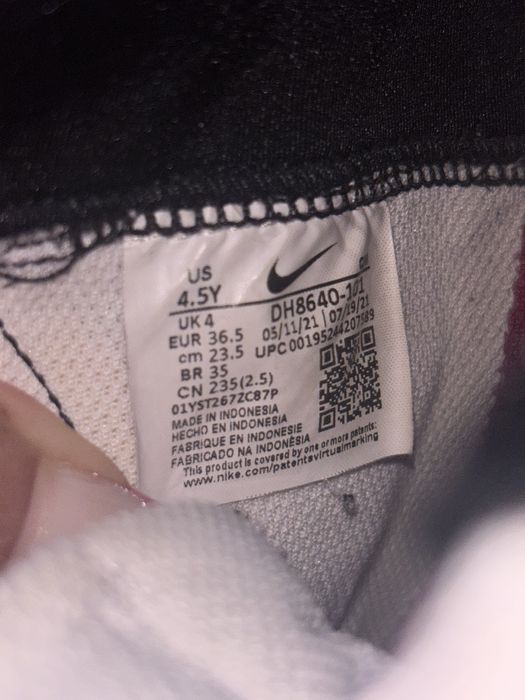 US
4.5Y
CM
DH8640-101
UK 4
05/11/21 | 07/19/21
EUR 36.5
UPC 00195244207589
cm 23.5
BR 35
CN 235(2.5)
01YST267ZC87P
MADE IN INDONESIA
HECHO EN INDONESIA
FABRIQUE EN INDONESIE
FABRICADO NA INDONÉSIA
This product is covered by one or more patents:
www.nike.com/patentsvirtualmarking